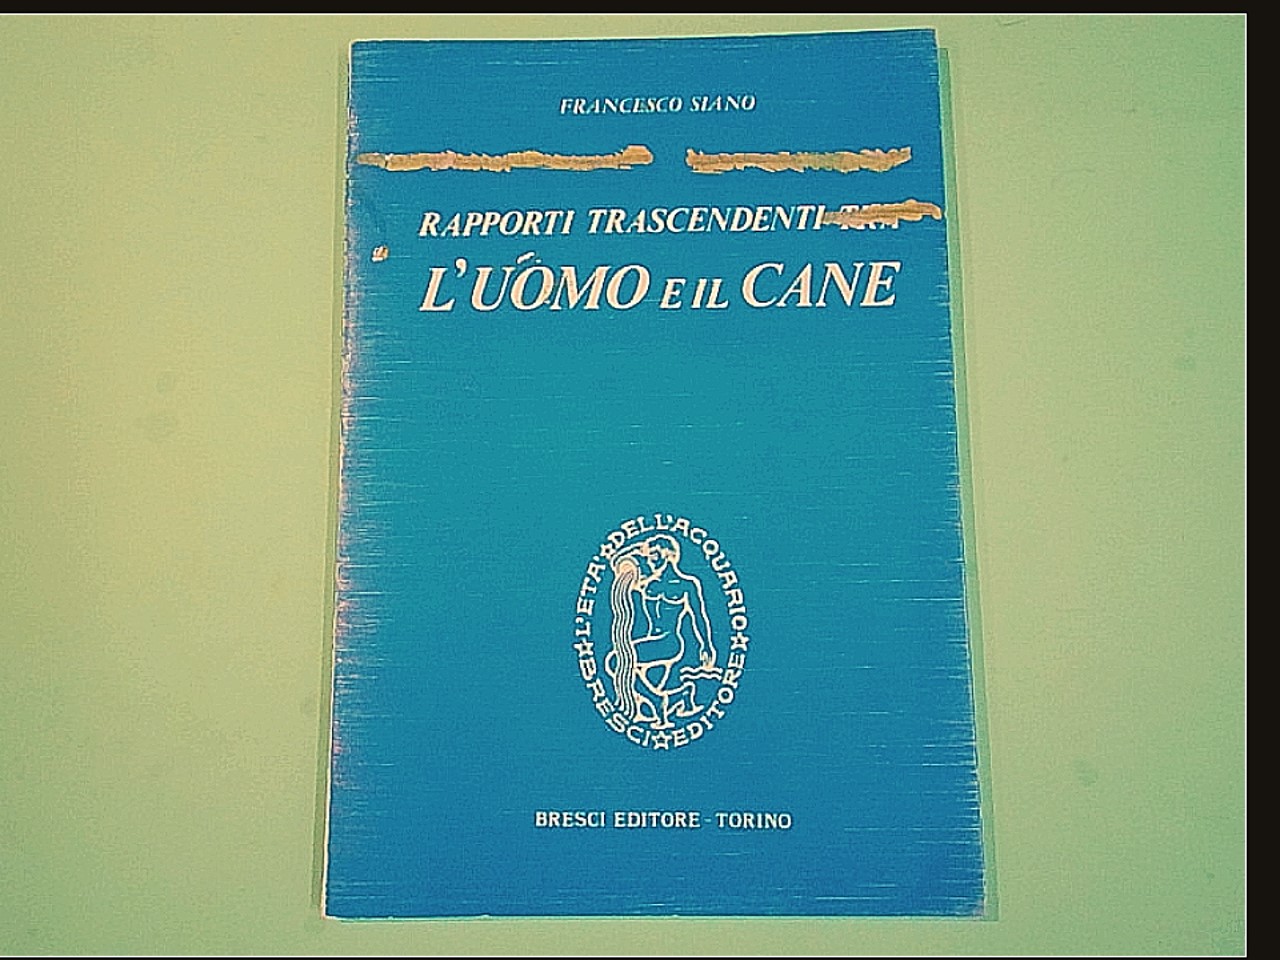 FRANCESCO SIANO
RAPPORTI TRASCENDENTI
L'UOMO E IL CANE
L'ETA' DELL'ACQUARIO
BRESCI EDITORE
BRESCI EDITORE - TORINO